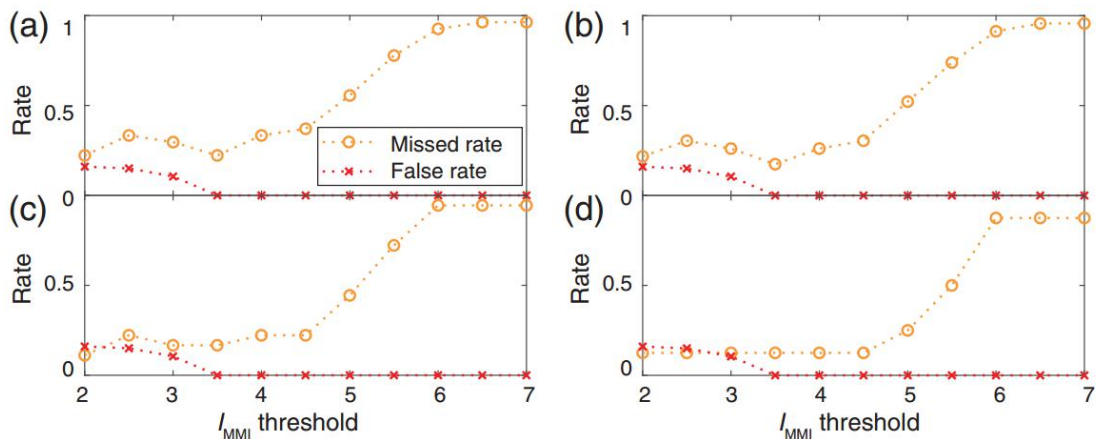 (a)
1
Rate
0.5
0
Missed rate
False rate
(b)
1
Rate
0.5
0
(c)
Rate
0.5
0
2 3 4 5 6 7
I_MMI threshold
(d)
Rate
0.5
0
2 3 4 5 6 7
I_MMI threshold